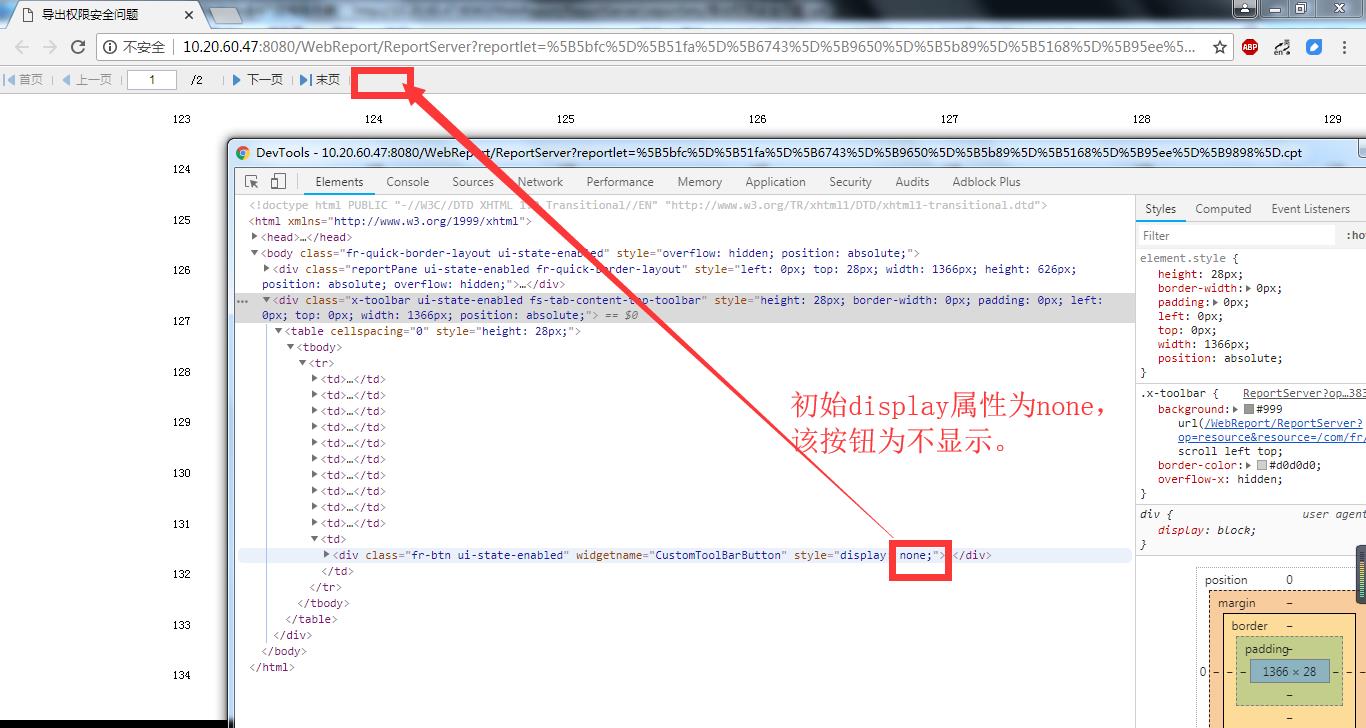 导出权限安全问题
不安全
10.20.60.47:8080/WebReport/ReportServer?reportlet=%5B5bfc%5D%5B51fa%5D%5B6743%5D%5B9650%5D%5B5b89%5D%5B5168%5D%5B95ee%5...
ABP
en
首页 上一页 1 /2 下一页 末页
123 124 125 126 127 128 129
124
125
126
127
128
129
130
131
132
133
134
DevTools - 10.20.60.47:8080/WebReport/ReportServer?reportlet=%5B5bfc%5D%5B51fa%5D%5B6743%5D%5B9650%5D%5B5b89%5D%5B5168%5D%5B95ee%5D%5B9898%5D.cpt
Elements Console Sources Network Performance Memory Application Security Audits Adblock Plus
<!doctype html PUBLIC "-//W3C//DTD XHTML 1.0 Transitional//EN" "http://www.w3.org/TR/xhtml1/DTD/xhtml1-transitional.dtd">
<html xmlns="http://www.w3.org/1999/xhtml">
<head>…</head>
<body class="fr-quick-border-layout ui-state-enabled" style="overflow: hidden; position: absolute;">
<div class="reportPane ui-state-enabled fr-quick-border-layout" style="left: 0px; top: 28px; width: 1366px; height: 626px;
position: absolute; overflow: hidden;">…</div>
<div class="x-toolbar ui-state-enabled fs-tab-content-top-toolbar" style="height: 28px; border-width: 0px; padding: 0px; left:
0px; top: 0px; width: 1366px; position: absolute;"> == $0
<table cellspacing="0" style="height: 28px;">
<tbody>
<tr>
<td>…</td>
<td>…</td>
<td>…</td>
<td>…</td>
<td>…</td>
<td>…</td>
<td>…</td>
<td>…</td>
<td>…</td>
<td>…</td>
<td>
<div class="fr-btn ui-state-enabled" widgetname="CustomToolBarButton" style="display: none;"> </div>
</td>
</tr>
</tbody>
</table>
</div>
</body>
</html>
初始display属性为none，
该按钮为不显示。
Styles Computed Event Listeners
Filter :ho
element.style {
height: 28px;
border-width: 0px;
padding: 0px;
left: 0px;
top: 0px;
width: 1366px;
position: absolute;
}
.x-toolbar { ReportServer?op…383
background: #999
url(/WebReport/ReportServer?
op=resource&resource=/com/fr/
scroll left top;
border-color: #d0d0d0;
overflow-x: hidden;
}
div { user agent
display: block;
}
position 0
margin –
border –
padding –
0 – – – 1366 × 28 – – –
–
–